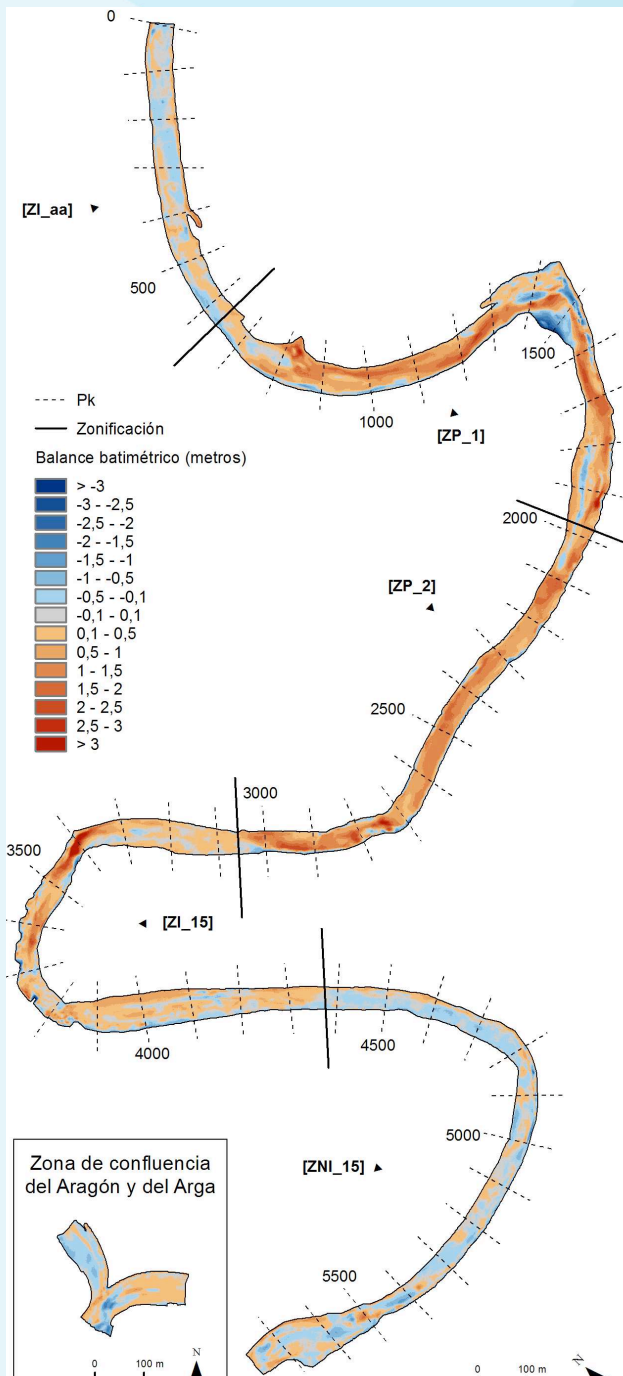 0
[ZI_aa]
500
Pk
Zonificación
1000
[ZP_1]
1500
Balance batimétrico (metros)
> -3
-3 - -2,5
-2,5 - -2
-2 - -1,5
-1,5 - -1
-1 - -0,5
-0,5 - -0,1
-0,1 - 0,1
0,1 - 0,5
0,5 - 1
1 - 1,5
1,5 - 2
2 - 2,5
2,5 - 3
> 3
2000
[ZP_2]
2500
3000
3500
[ZI_15]
4000
4500
5000
[ZNI_15]
5500
Zona de confluencia
del Aragón y del Arga
N
0 100 m
N
0 100 m